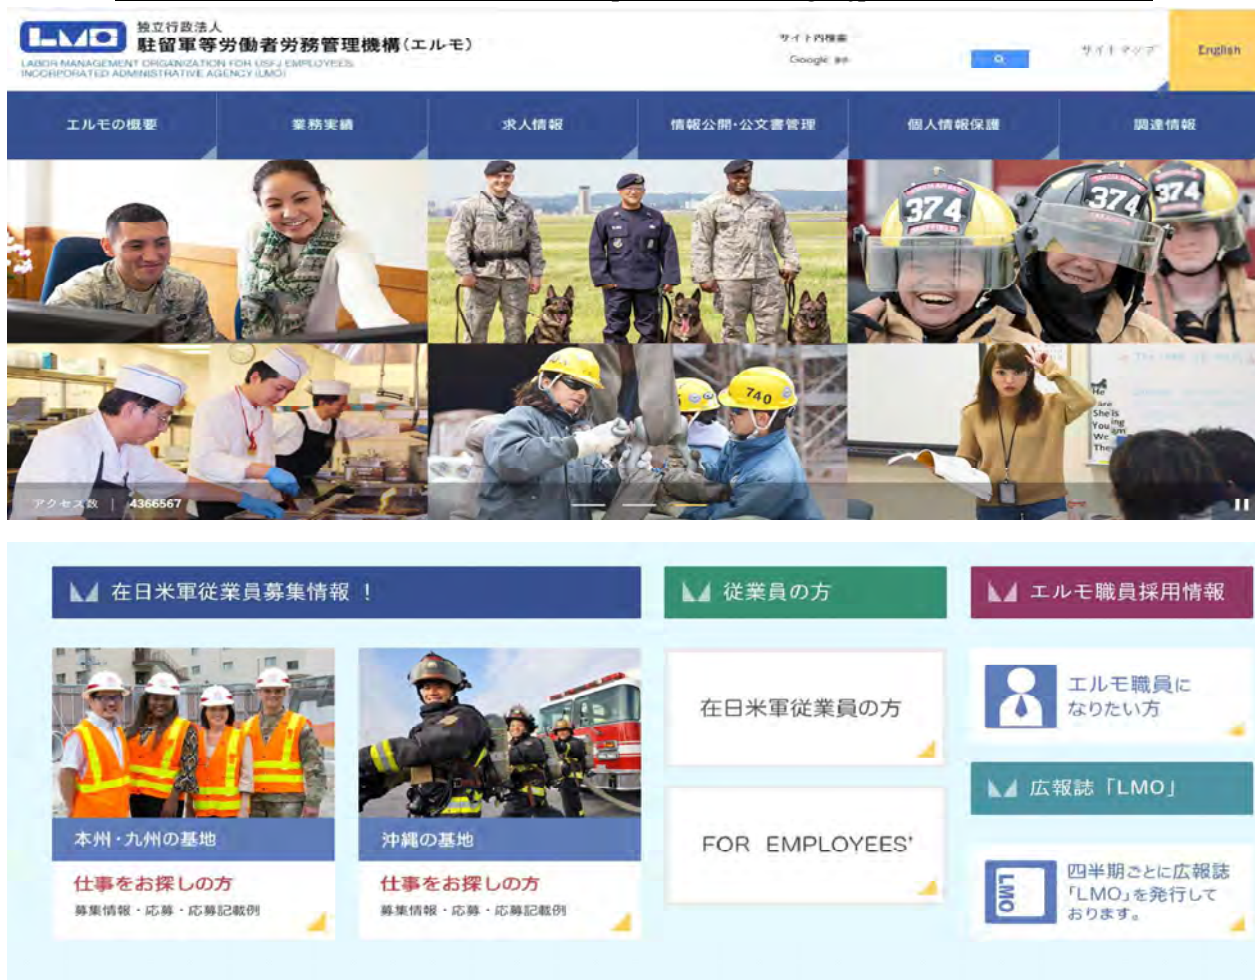 LMO
独立行政法人
駐留軍等労働者労務管理機構(エルモ)
LABOR MANAGEMENT ORGANIZATION FOR USFJ EMPLOYEES
INCORPORATED ADMINISTRATIVE AGENCY (LMO)
サイト内検索
Google
サイトマップ
English
エルモの概要
業務実績
求人情報
情報公開・公文書管理
個人情報保護
調達情報
374
374
374
740
He
She is
You
We
アクセス数 | 4366567
在日米軍従業員募集情報！
従業員の方
エルモ職員採用情報
本州・九州の基地
仕事をお探しの方
募集情報・応募・応募記載例
沖縄の基地
仕事をお探しの方
募集情報・応募・応募記載例
在日米軍従業員の方
FOR EMPLOYEES'
エルモ職員に
なりたい方
広報誌「LMO」
LMO
四半期ごとに広報誌
「LMO」を発行して
おります。